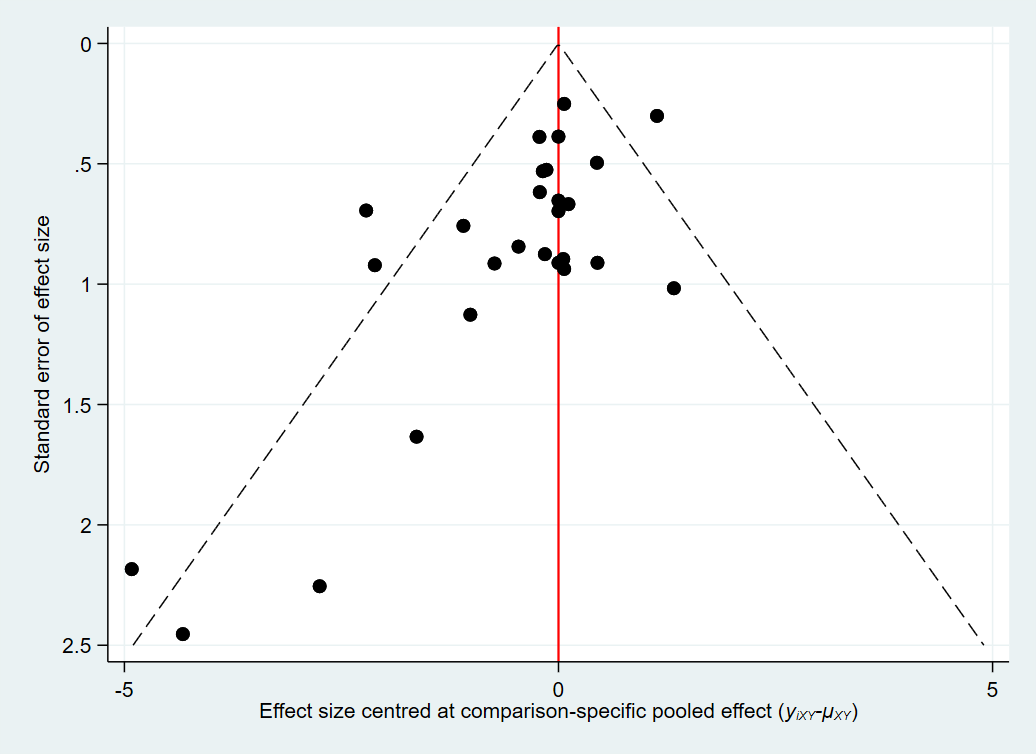 Standard error of effect size
0
.5
1
1.5
2
2.5
-5 0 5
Effect size centred at comparison-specific pooled effect (yiXY-μXY)